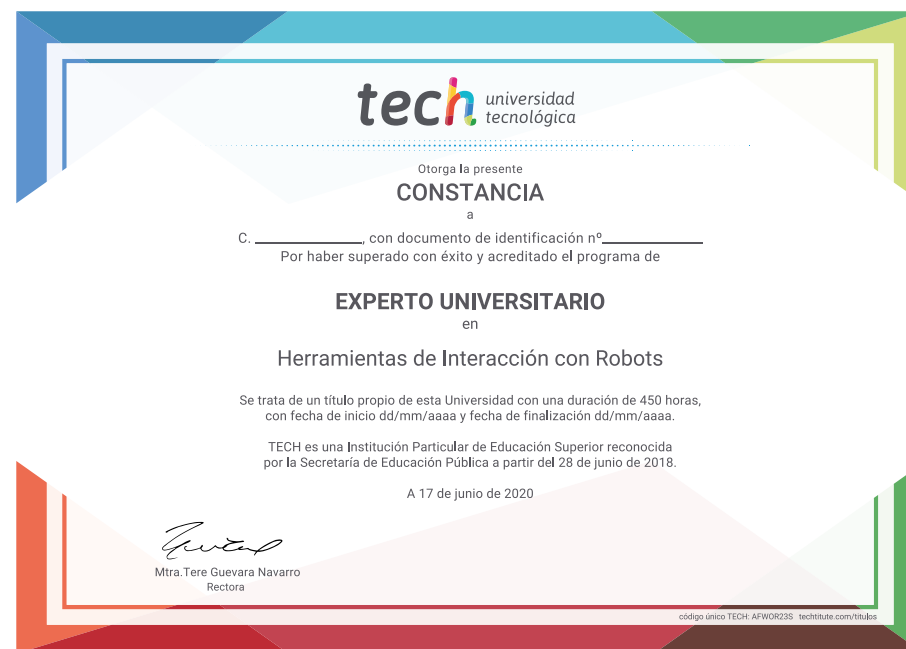 tech universidad
tecnológica
Otorga la presente
CONSTANCIA
a
C. ____________, con documento de identificación nº____________
Por haber superado con éxito y acreditado el programa de
EXPERTO UNIVERSITARIO
en
Herramientas de Interacción con Robots
Se trata de un título propio de esta Universidad con una duración de 450 horas,
con fecha de inicio dd/mm/aaaa y fecha de finalización dd/mm/aaaa.
TECH es una Institución Particular de Educación Superior reconocida
por la Secretaría de Educación Pública a partir del 28 de junio de 2018.
A 17 de junio de 2020
Mtra.Tere Guevara Navarro
Rectora
código único TECH: AFWOR23S techtitute.com/titulos